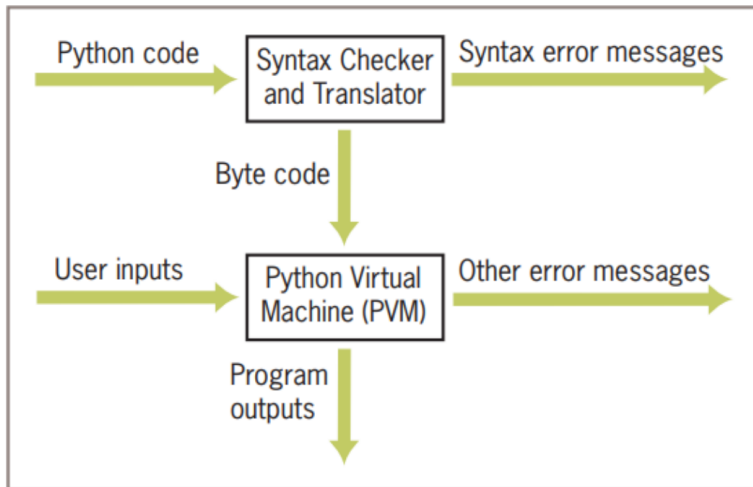 Python code
Syntax Checker
and Translator
Syntax error messages
Byte code
User inputs
Python Virtual
Machine (PVM)
Other error messages
Program
outputs